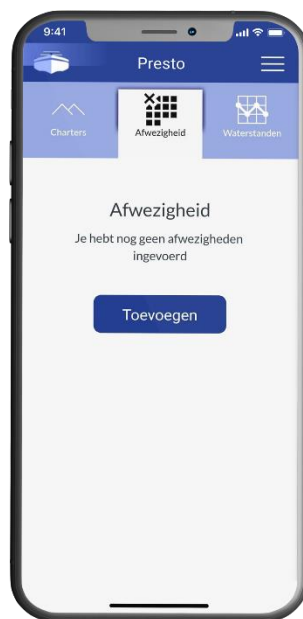 9:41
Presto
Charters
Afwezigheid
Waterstanden
Afwezigheid
Je hebt nog geen afwezigheden
ingevoerd
Toevoegen